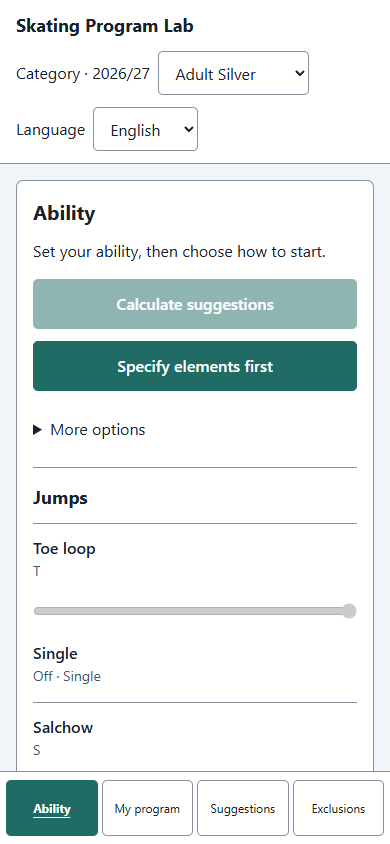 Skating Program Lab
Category · 2026/27 Adult Silver
Language English
Ability
Set your ability, then choose how to start.
Calculate suggestions
Specify elements first
More options
Jumps
Toe loop
T
Single
Off · Single
Salchow
S
Ability My program Suggestions Exclusions